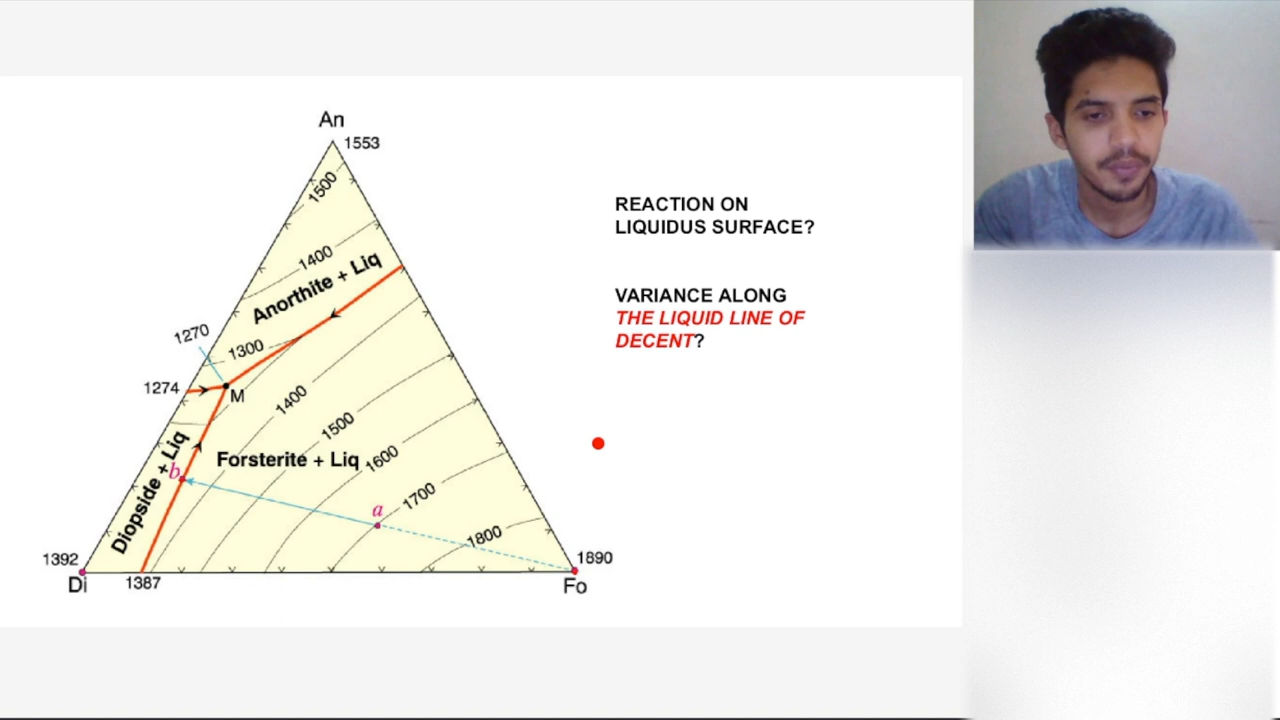 An
1553
1500
1400
Anorthite + Liq
1270
1300
1274
M
1400
1500
Diopside + Liq
b
Forsterite + Liq
1600
a
1700
1800
1392
1890
Di
1387
Fo
REACTION ON
LIQUIDUS SURFACE?
VARIANCE ALONG
THE LIQUID LINE OF
DECENT?